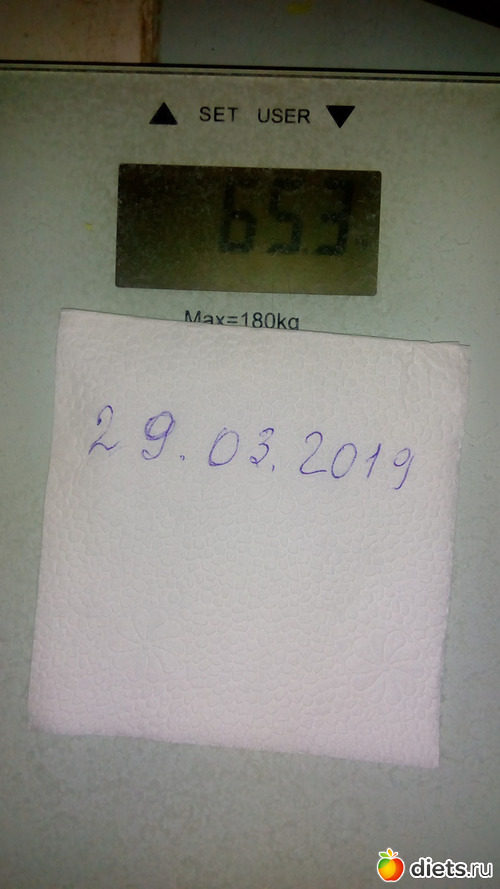 ▲ SET USER ▼
65.3
Max=180kg
29.03.2019
diets.ru